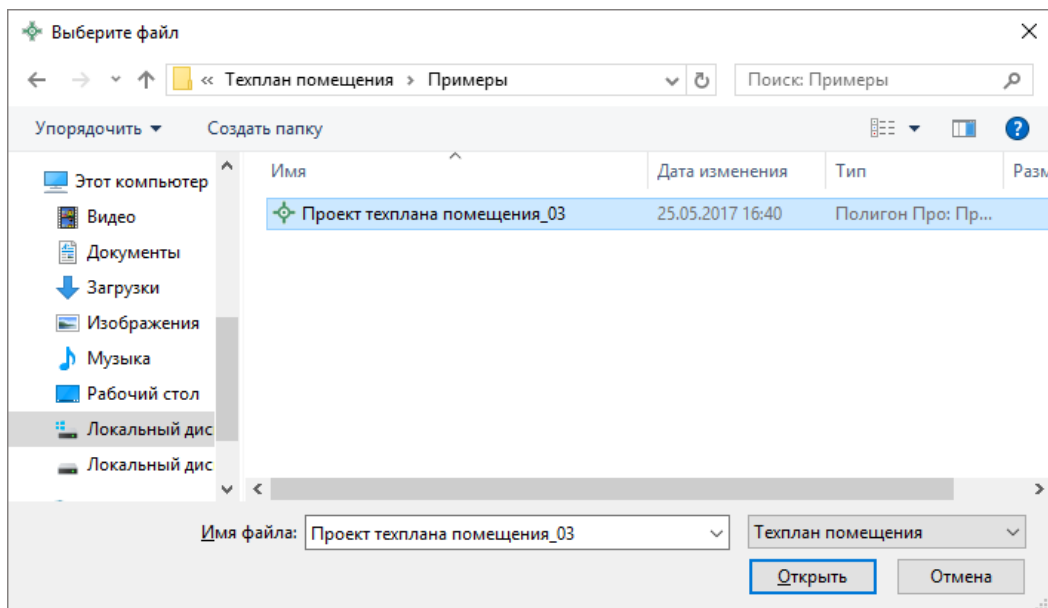 Выберите файл
« Техплан помещения › Примеры
Поиск: Примеры
Упорядочить
Создать папку
?
Этот компьютер
Видео
Документы
Загрузки
Изображения
Музыка
Рабочий стол
Локальный дис
Локальный дис
Имя Дата изменения Тип Разм
Проект техплана помещения_03 25.05.2017 16:40 Полигон Про: Пр...
Имя файла: Проект техплана помещения_03 Техплан помещения
Открыть Отмена